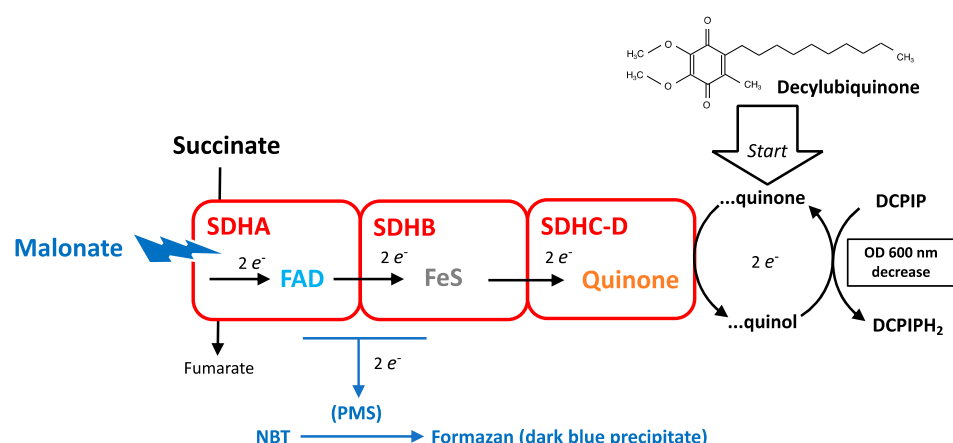 O
H₃C
O
H₃C
O
CH₃
O
CH₃
Decylubiquinone
Start
Succinate
...quinone
DCPIP
SDHA
SDHB
SDHC-D
Malonate
2 e⁻
2 e⁻
2 e⁻
2 e⁻
OD 600 nm
decrease
FAD
FeS
Quinone
...quinol
DCPIPH₂
Fumarate
2 e⁻
(PMS)
NBT
Formazan (dark blue precipitate)